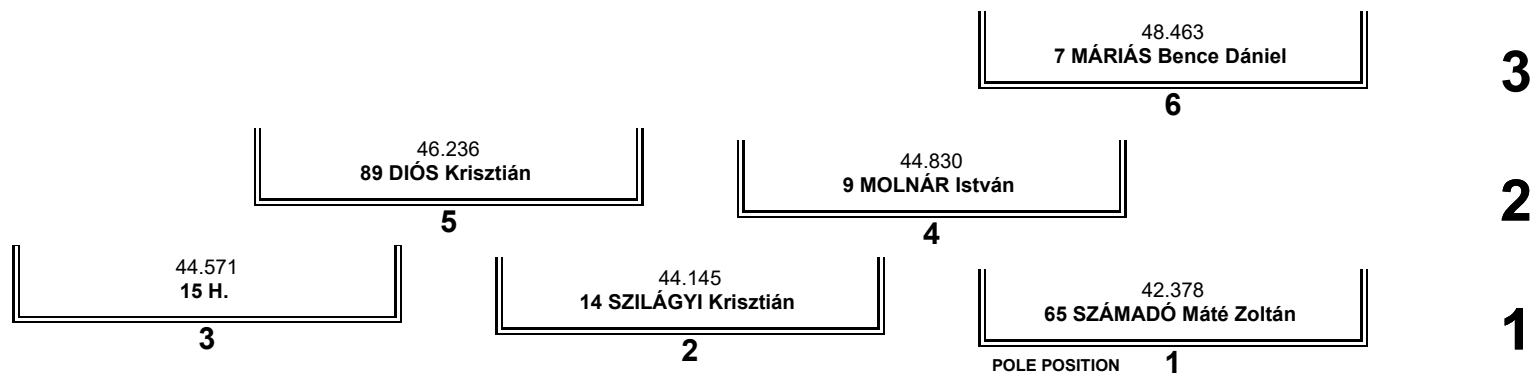 48.463
7 MÁRIÁS Bence Dániel
6
3
46.236
89 DIÓS Krisztián
5
44.830
9 MOLNÁR István
4
2
44.571
15 H.
3
44.145
14 SZILÁGYI Krisztián
2
42.378
65 SZÁMADÓ Máté Zoltán
POLE POSITION 1
1